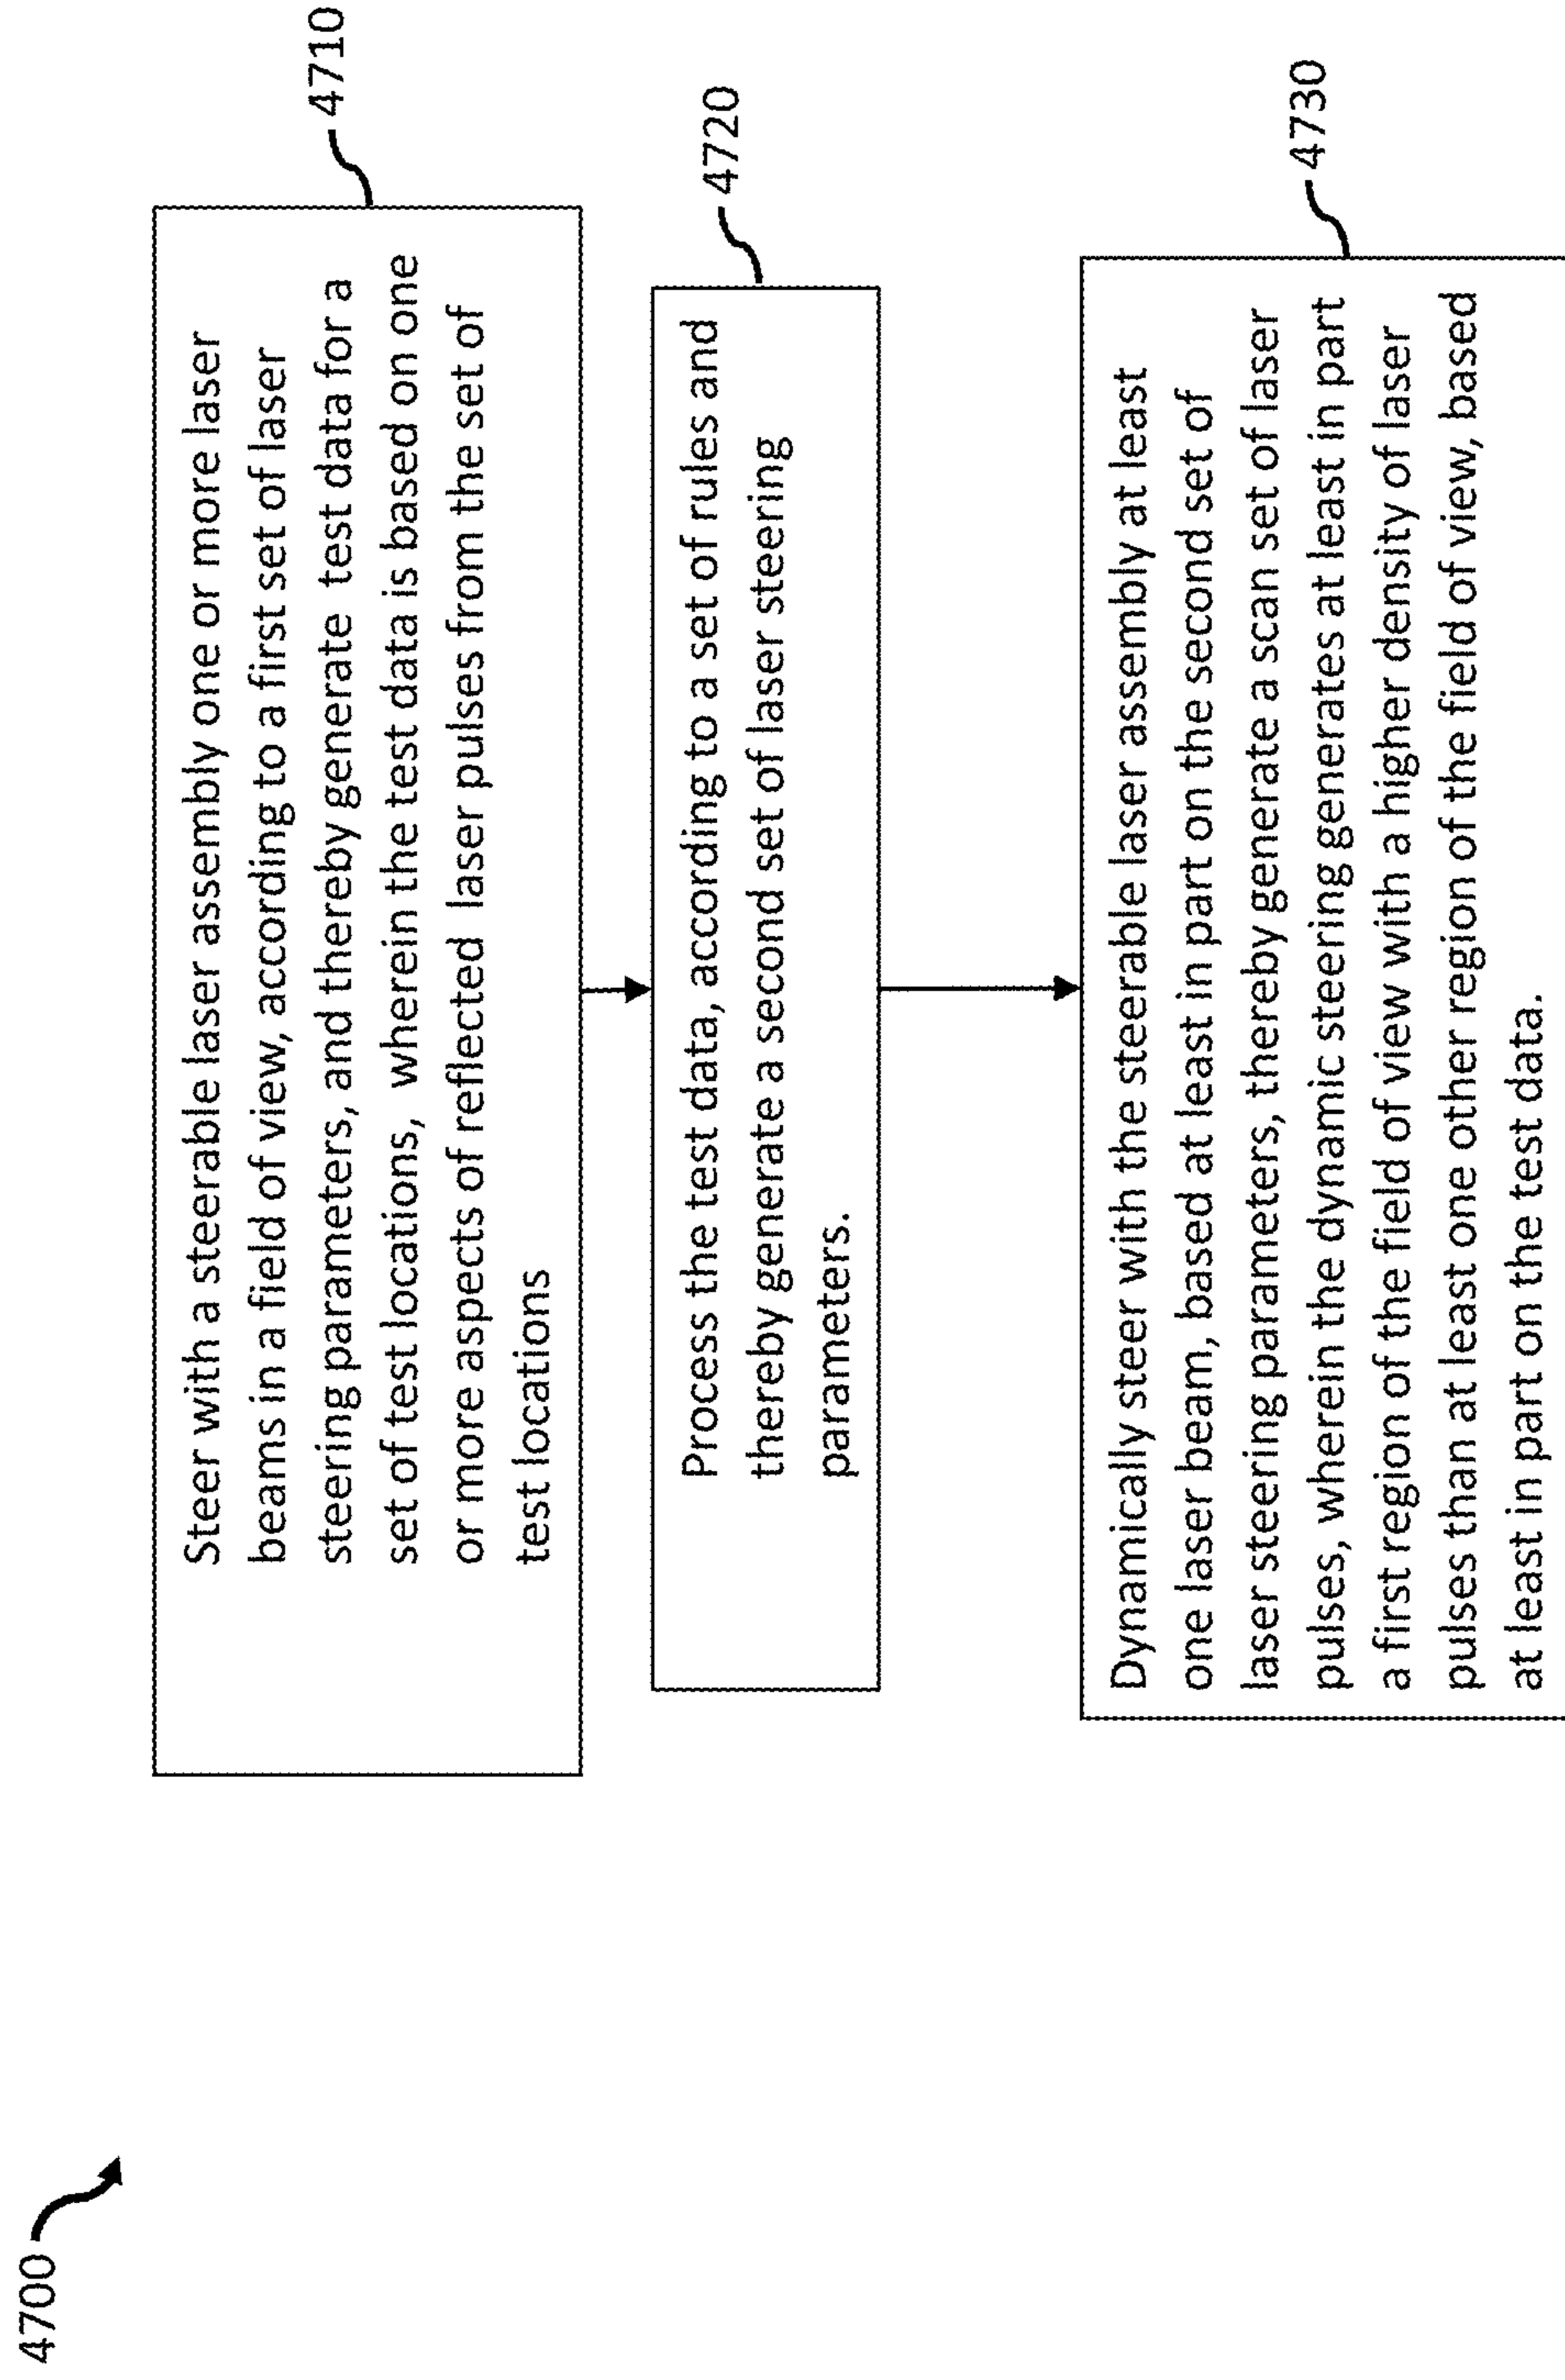 4700
Steer with a steerable laser assembly one or more laser
beams in a field of view, according to a first set of laser
steering parameters, and thereby generate test data for a
set of test locations, wherein the test data is based on one
or more aspects of reflected laser pulses from the set of
test locations
4710
Process the test data, according to a set of rules and
thereby generate a second set of laser steering
parameters.
4720
Dynamically steer with the steerable laser assembly at least
one laser beam, based at least in part on the second set of
laser steering parameters, thereby generate a scan set of laser
pulses, wherein the dynamic steering generates at least in part
a first region of the field of view with a higher density of laser
pulses than at least one other region of the field of view, based
at least in part on the test data.
4730